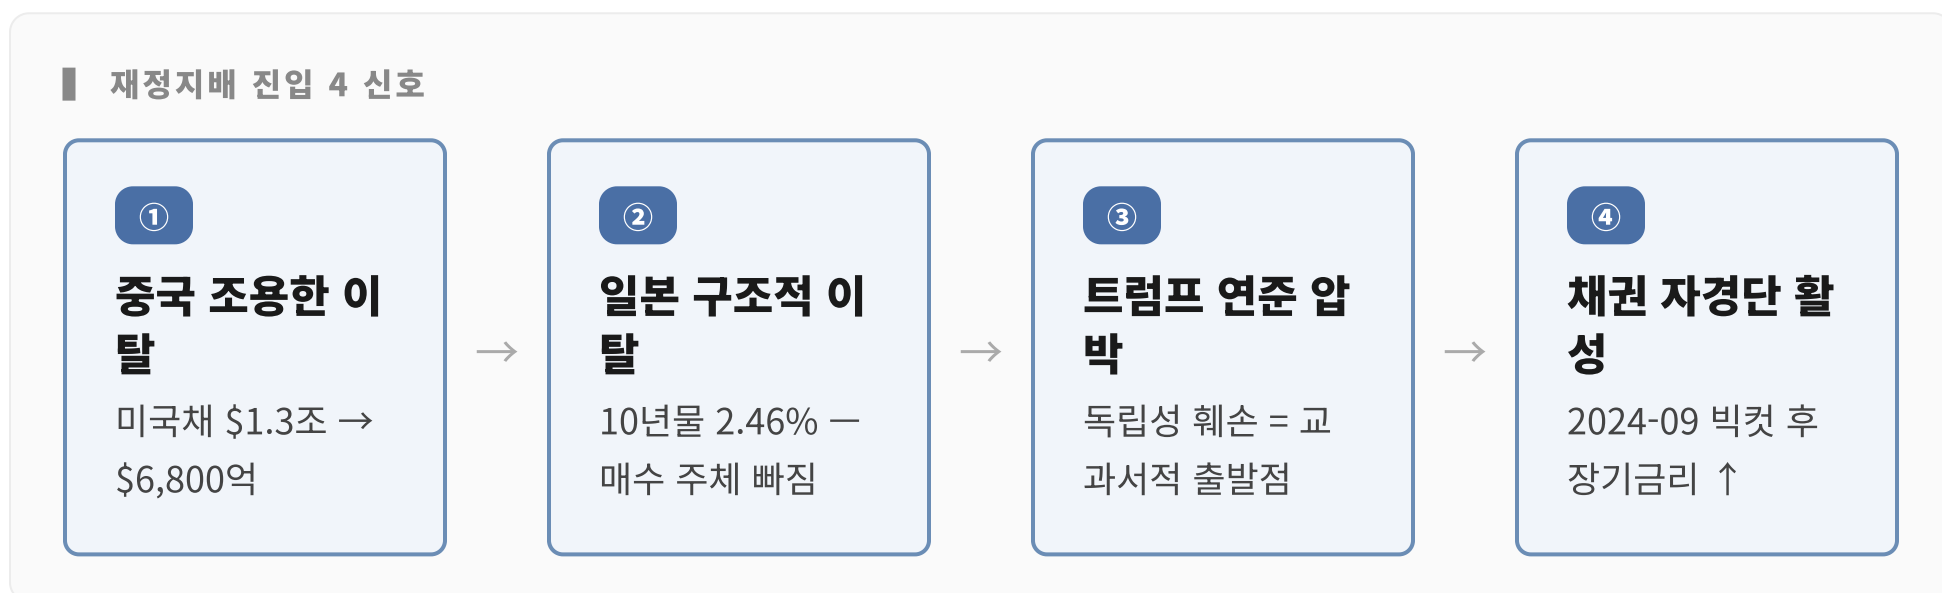 재정지배 진입 4 신호
①
중국 조용한 이
탈
미국채 $1.3조 →
$6,800억
→
②
일본 구조적 이
탈
10년물 2.46% —
매수 주체 빠짐
→
③
트럼프 연준 압
박
독립성 훼손 = 교
과서적 출발점
→
④
채권 자경단 활
성
2024-09 빅컷 후
장기금리 ↑